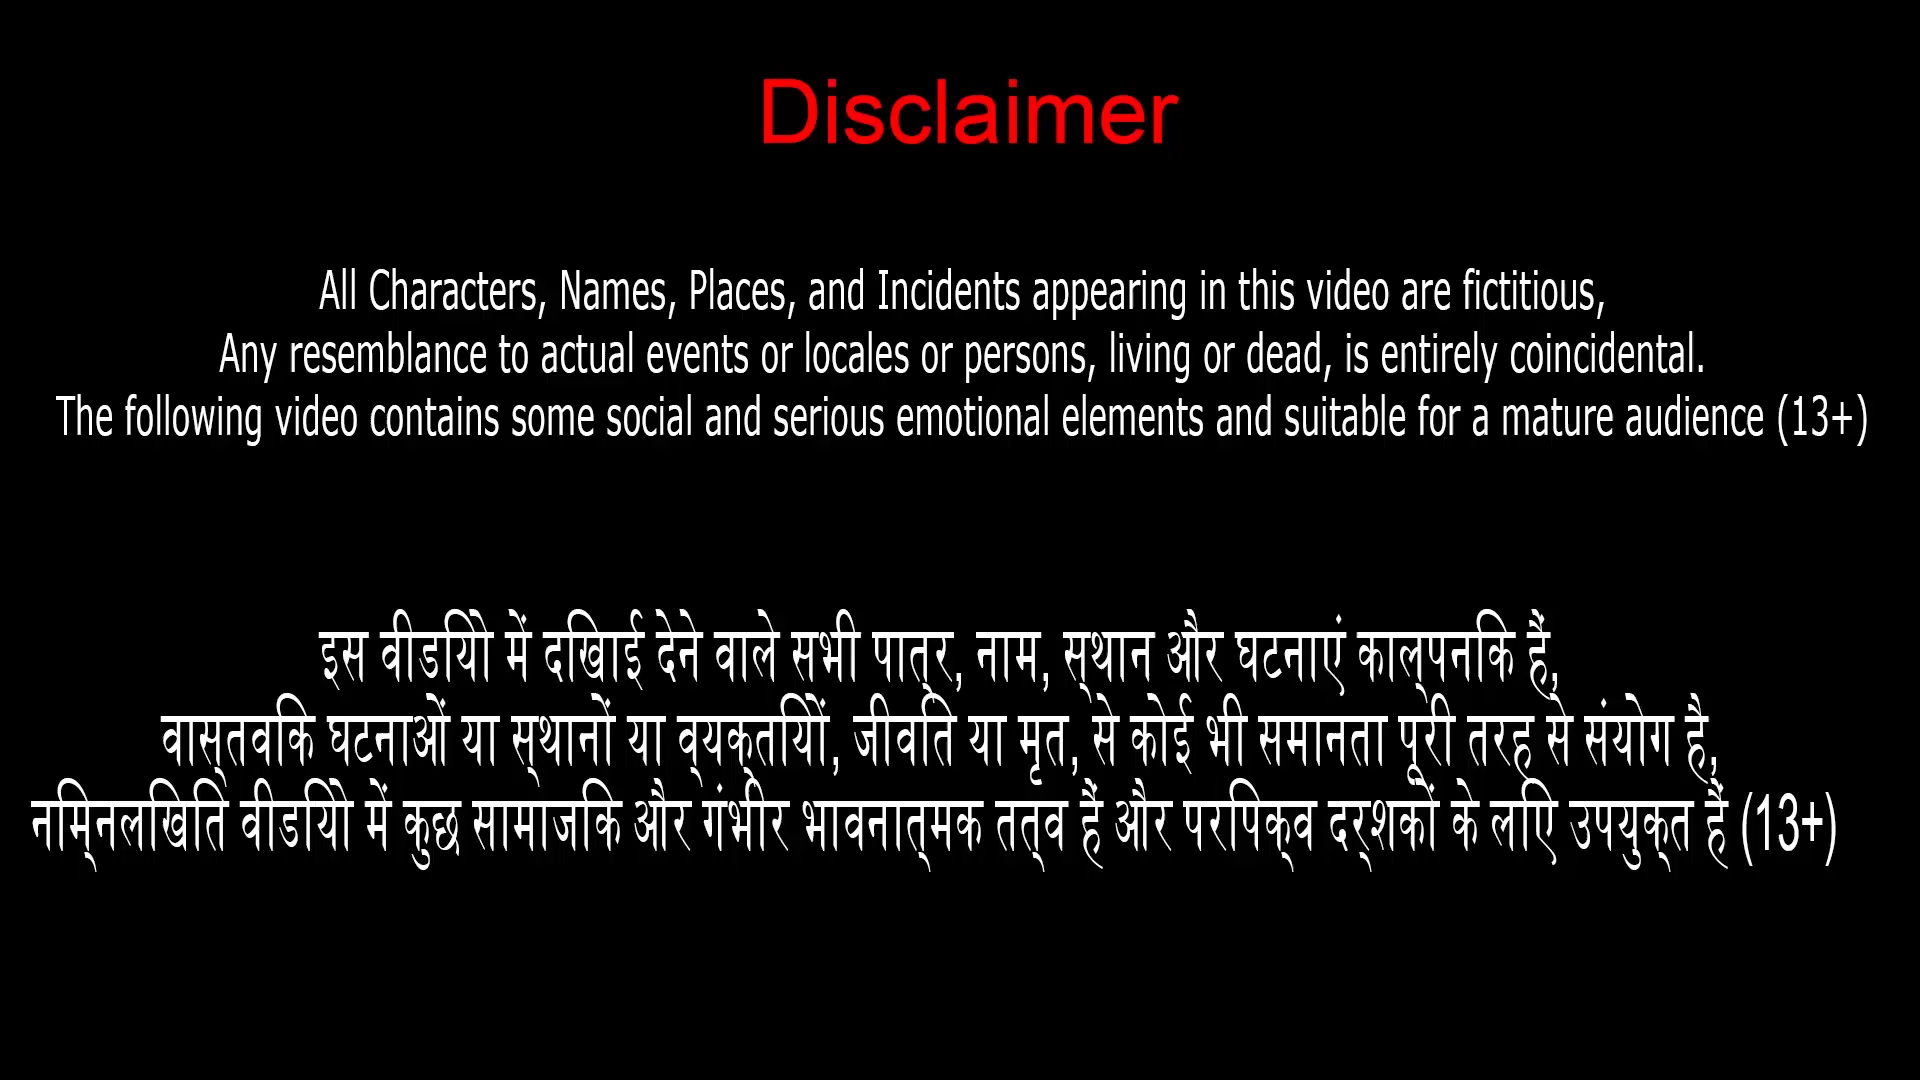 Disclaimer
All Characters, Names, Places, and Incidents appearing in this video are fictitious,
Any resemblance to actual events or locales or persons, living or dead, is entirely coincidental.
The following video contains some social and serious emotional elements and suitable for a mature audience (13+)
इस वीडियो में दिखाई देने वाले सभी पात्र, नाम, स्थान और घटनाएं काल्पनिक हैं,
वास्तविक घटनाओं या स्थानों या व्यक्तियों, जीवित या मृत, से कोई भी समानता पूरी तरह से संयोग है,
निम्नलिखित वीडियो में कुछ सामाजिक और गंभीर भावनात्मक तत्व हैं और परिपक्व दर्शकों के लिए उपयुक्त हैं (13+)